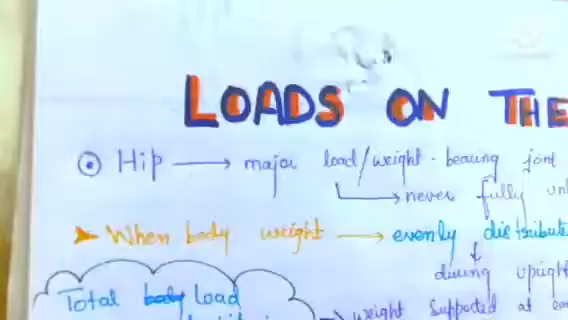 LOADS ON THE
Hip → major load/weight-bearing joint
→ never fully
➤ When body weight → evenly distribute
↓
during upright
Total body Load
→ weight supported at